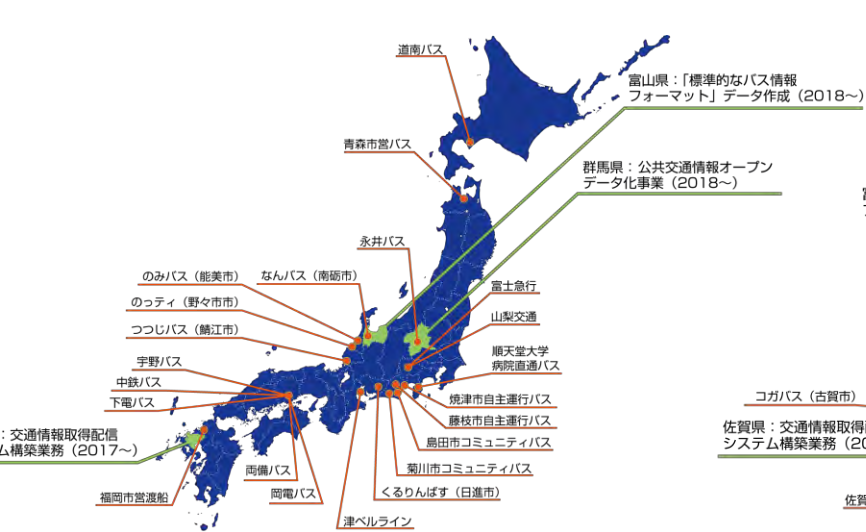 道南バス
富山県：「標準的なバス情報
フォーマット」データ作成（2018～）
青森市営バス
群馬県：公共交通情報オープン
データ化事業（2018～）
永井バス
のみバス（能美市）
なんバス（南砺市）
富士急行
のっティ（野々市市）
山梨交通
つつじバス（鯖江市）
順天堂大学
病院直通バス
宇野バス
中鉄バス
下電バス
焼津市自主運行バス
藤枝市自主運行バス
島田市コミュニティバス
菊川市コミュニティバス
くるりんばす（日進市）
津ベルライン
両備バス
岡電バス
：交通情報取得配信
ム構築業務（2017～）
福岡市営渡船
コガバス（古賀市）
佐賀県：交通情報取得
システム構築業務（20
佐賀